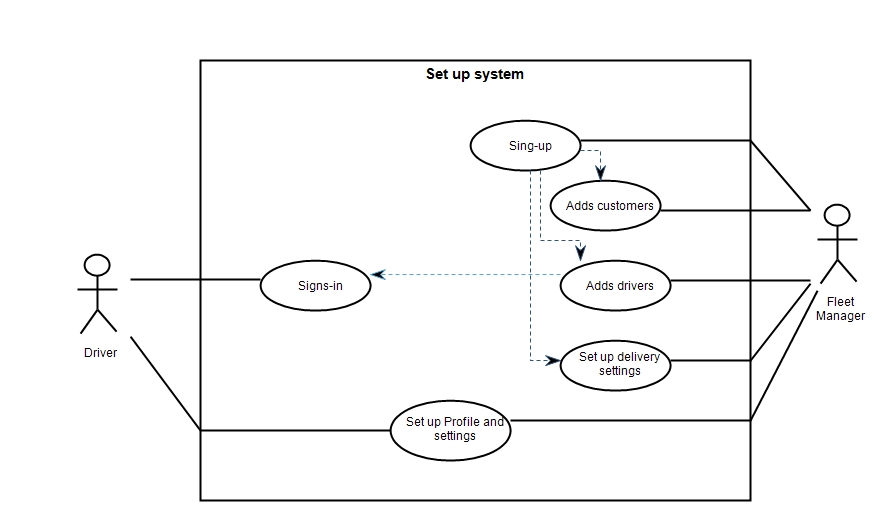 Set up system
Sing-up
Adds customers
Signs-in
Adds drivers
Fleet
Manager
Driver
Set up delivery
settings
Set up Profile and
settings